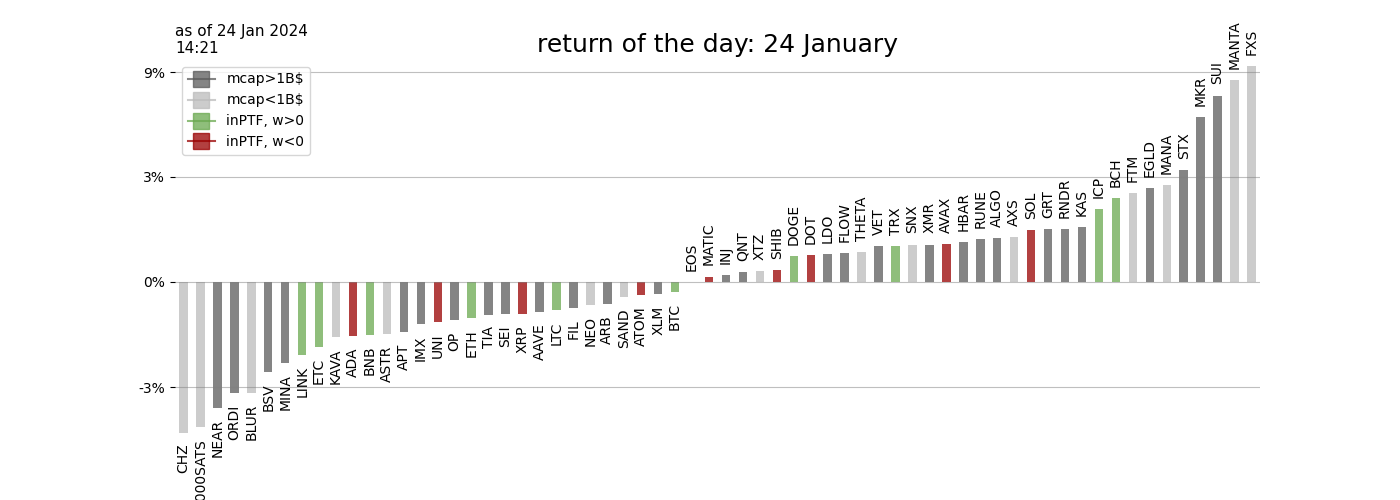 as of 24 Jan 2024
14:21
return of the day: 24 January
mcap>1B$
mcap<1B$
inPTF, w>0
inPTF, w<0
9%
3%
0%
-3%
CHZ
000SATS
NEAR
ORDI
BLUR
BSV
MINA
LINK
ETC
KAVA
ADA
BNB
ASTR
APT
IMX
UNI
OP
ETH
TIA
SEI
XRP
AAVE
LTC
FIL
NEO
ARB
SAND
ATOM
XLM
BTC
EOS
MATIC
INJ
QNT
XTZ
SHIB
DOGE
DOT
LDO
FLOW
THETA
VET
TRX
SNX
XMR
AVAX
HBAR
RUNE
ALGO
AXS
SOL
GRT
RNDR
KAS
ICP
BCH
FTM
EGLD
MANA
STX
MKR
SUI
MANTA
FXS